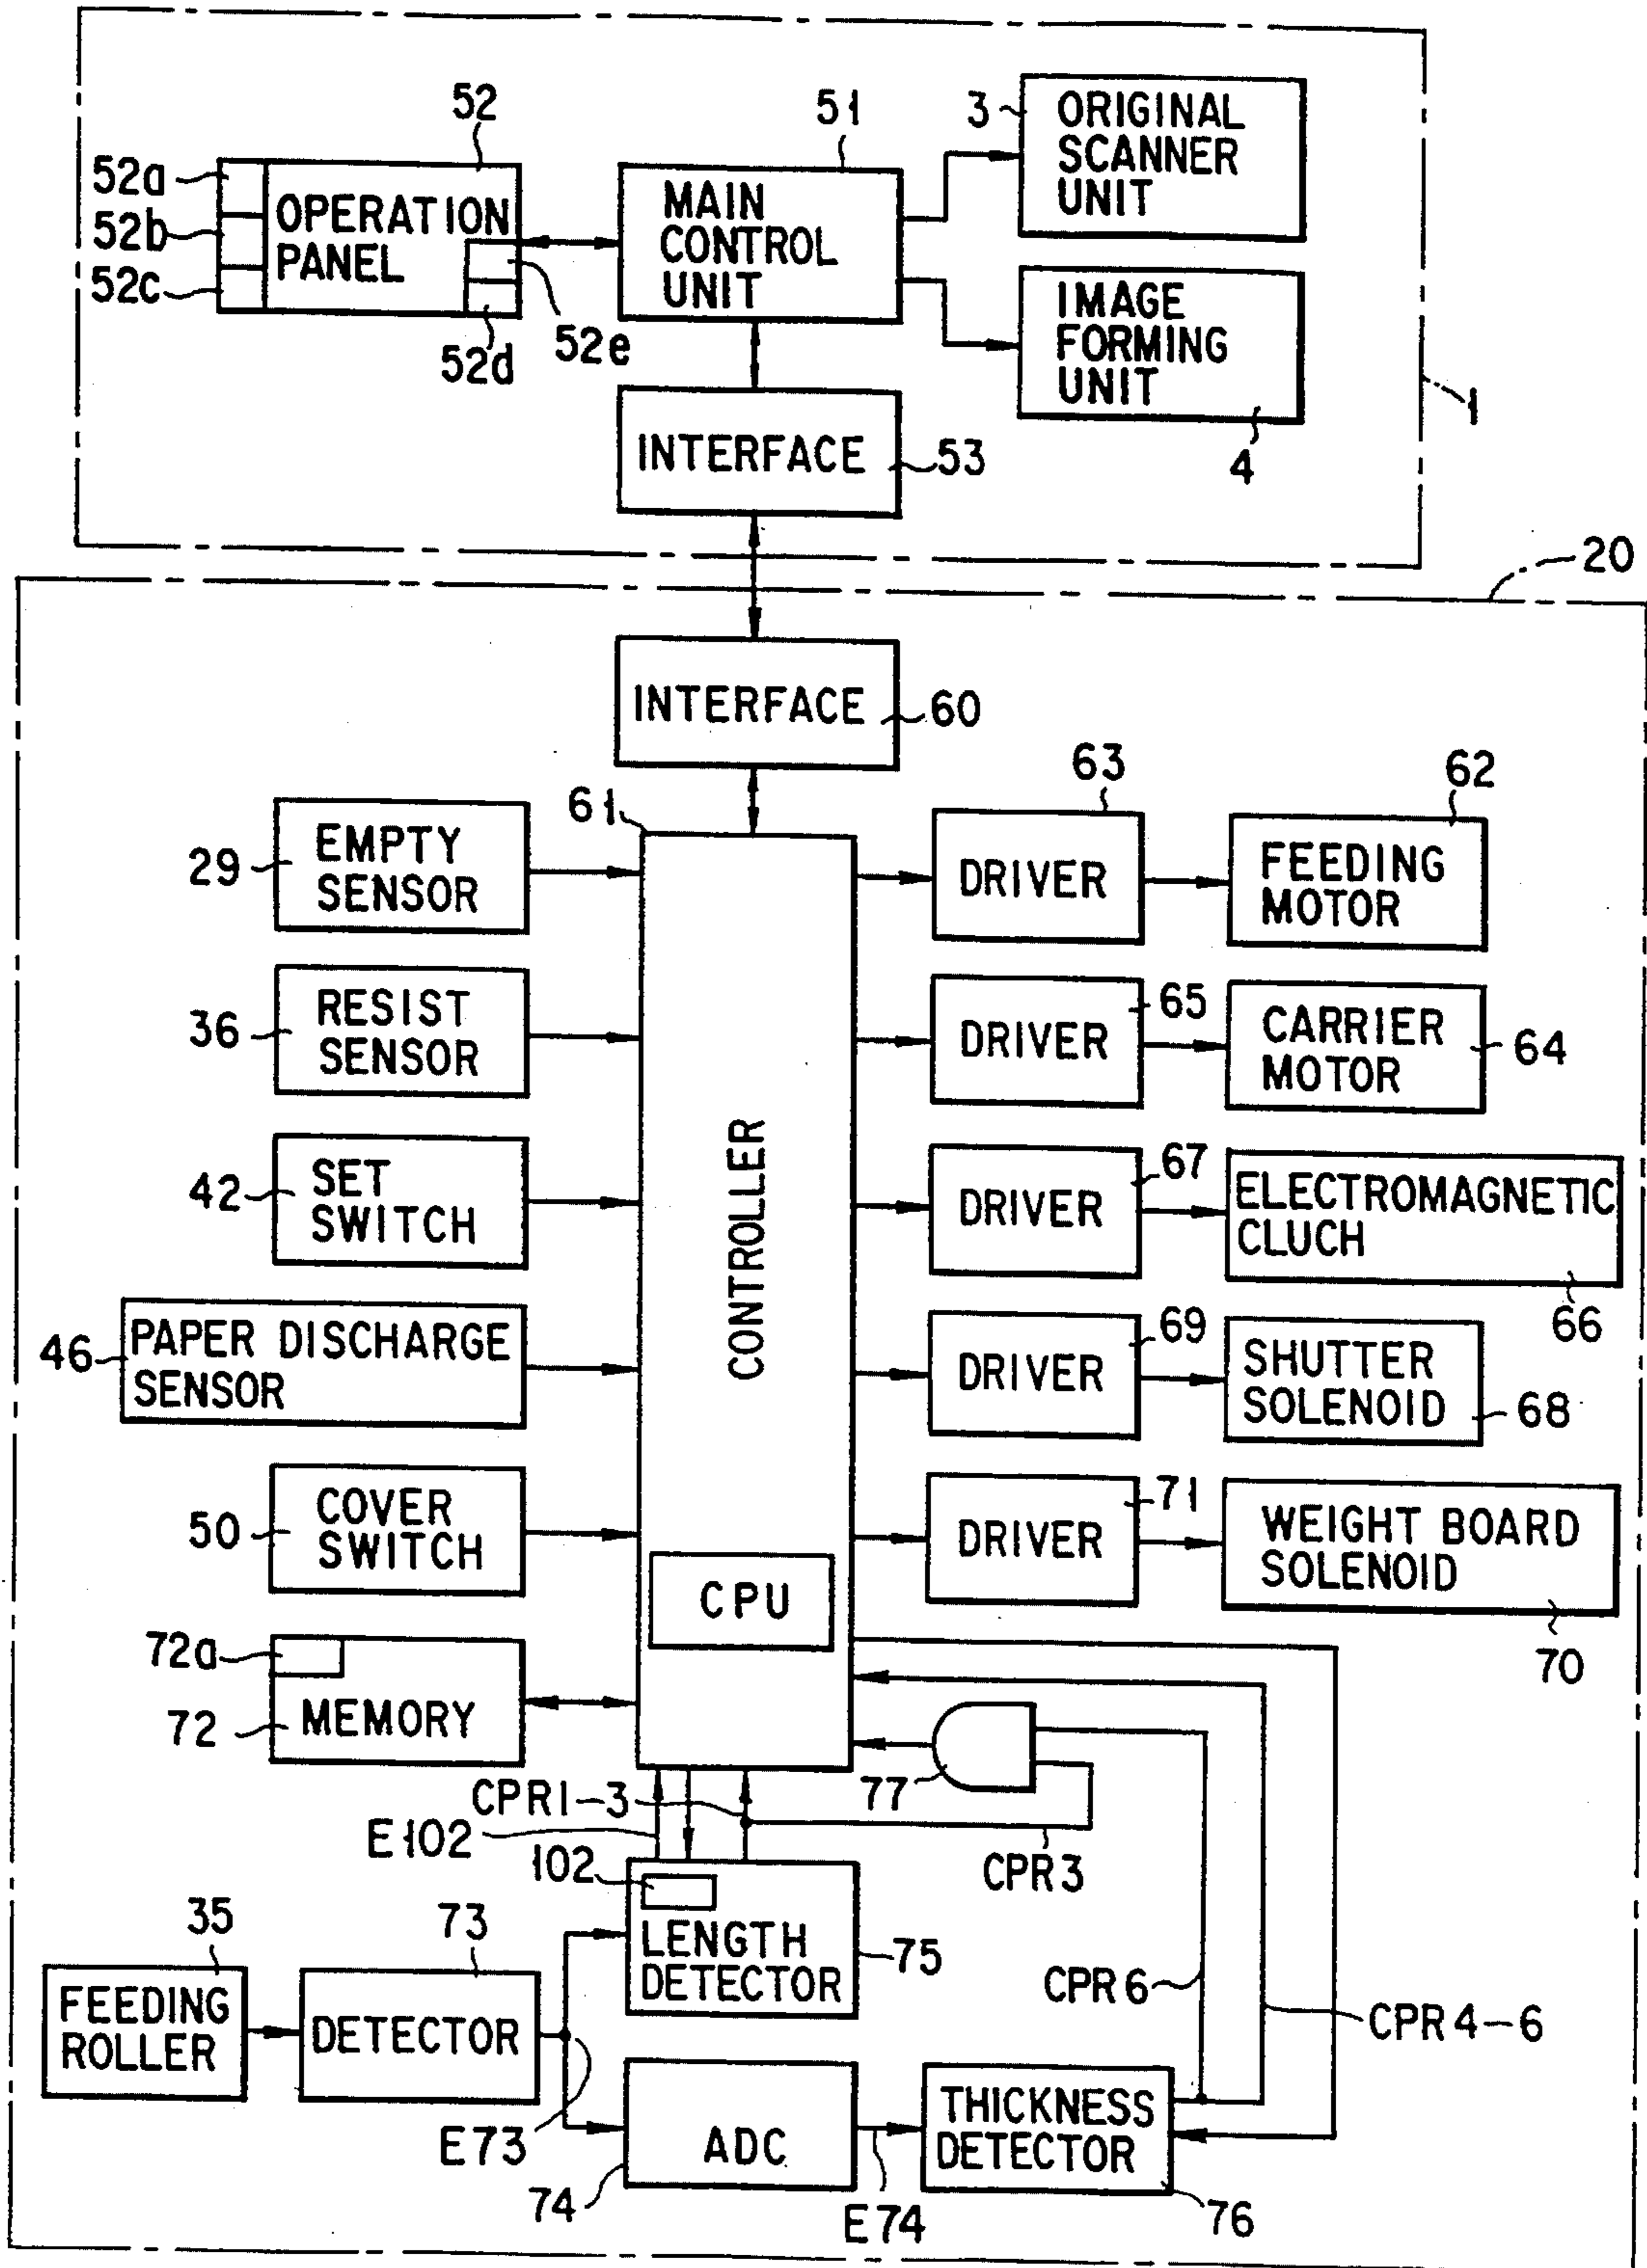 52
51
3
ORIGINAL
SCANNER
UNIT
52a
52b
52c
OPERATION
PANEL
52d
52e
MAIN
CONTROL
UNIT
IMAGE
FORMING
UNIT
4
1
INTERFACE
53
20
INTERFACE
60
61
63
62
29
EMPTY
SENSOR
DRIVER
FEEDING
MOTOR
36
RESIST
SENSOR
65
DRIVER
CARRIER
MOTOR
64
42
SET
SWITCH
CONTROLLER
67
DRIVER
ELECTROMAGNETIC
CLUCH
66
46
PAPER DISCHARGE
SENSOR
69
DRIVER
SHUTTER
SOLENOID
68
50
COVER
SWITCH
CPU
71
DRIVER
WEIGHT BOARD
SOLENOID
70
72a
72
MEMORY
77
CPR1-3
E102
102
CPR3
LENGTH
DETECTOR
75
CPR6
CPR4-6
35
FEEDING
ROLLER
73
DETECTOR
E73
74
ADC
E74
THICKNESS
DETECTOR
76